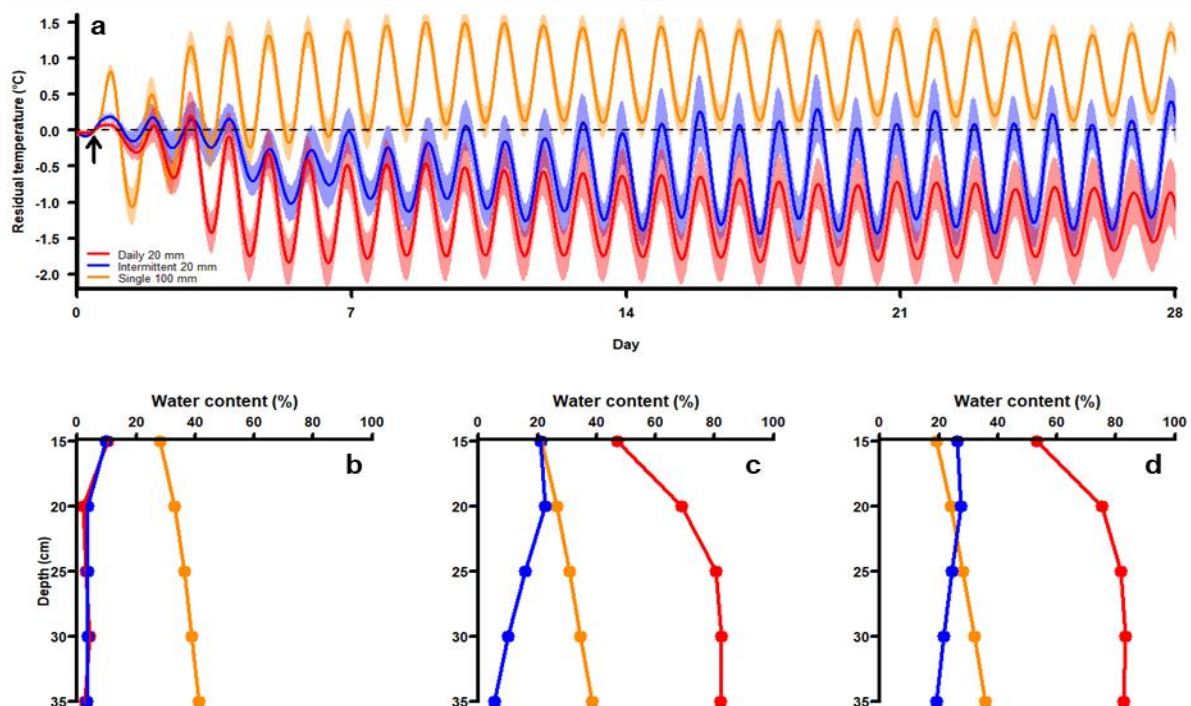 a
1.5
1.0
0.5
0.0
-0.5
-1.0
-1.5
-2.0
Residual temperature (°C)
Daily 20 mm
Intermittent 20 mm
Single 100 mm
0 7 14 21 28
Day
Water content (%)
0 20 40 60 80 100
15
20
25
30
35
Depth (cm)
b
Water content (%)
0 20 40 60 80 100
15
20
25
30
35
c
Water content (%)
0 20 40 60 80 100
15
20
25
30
35
d